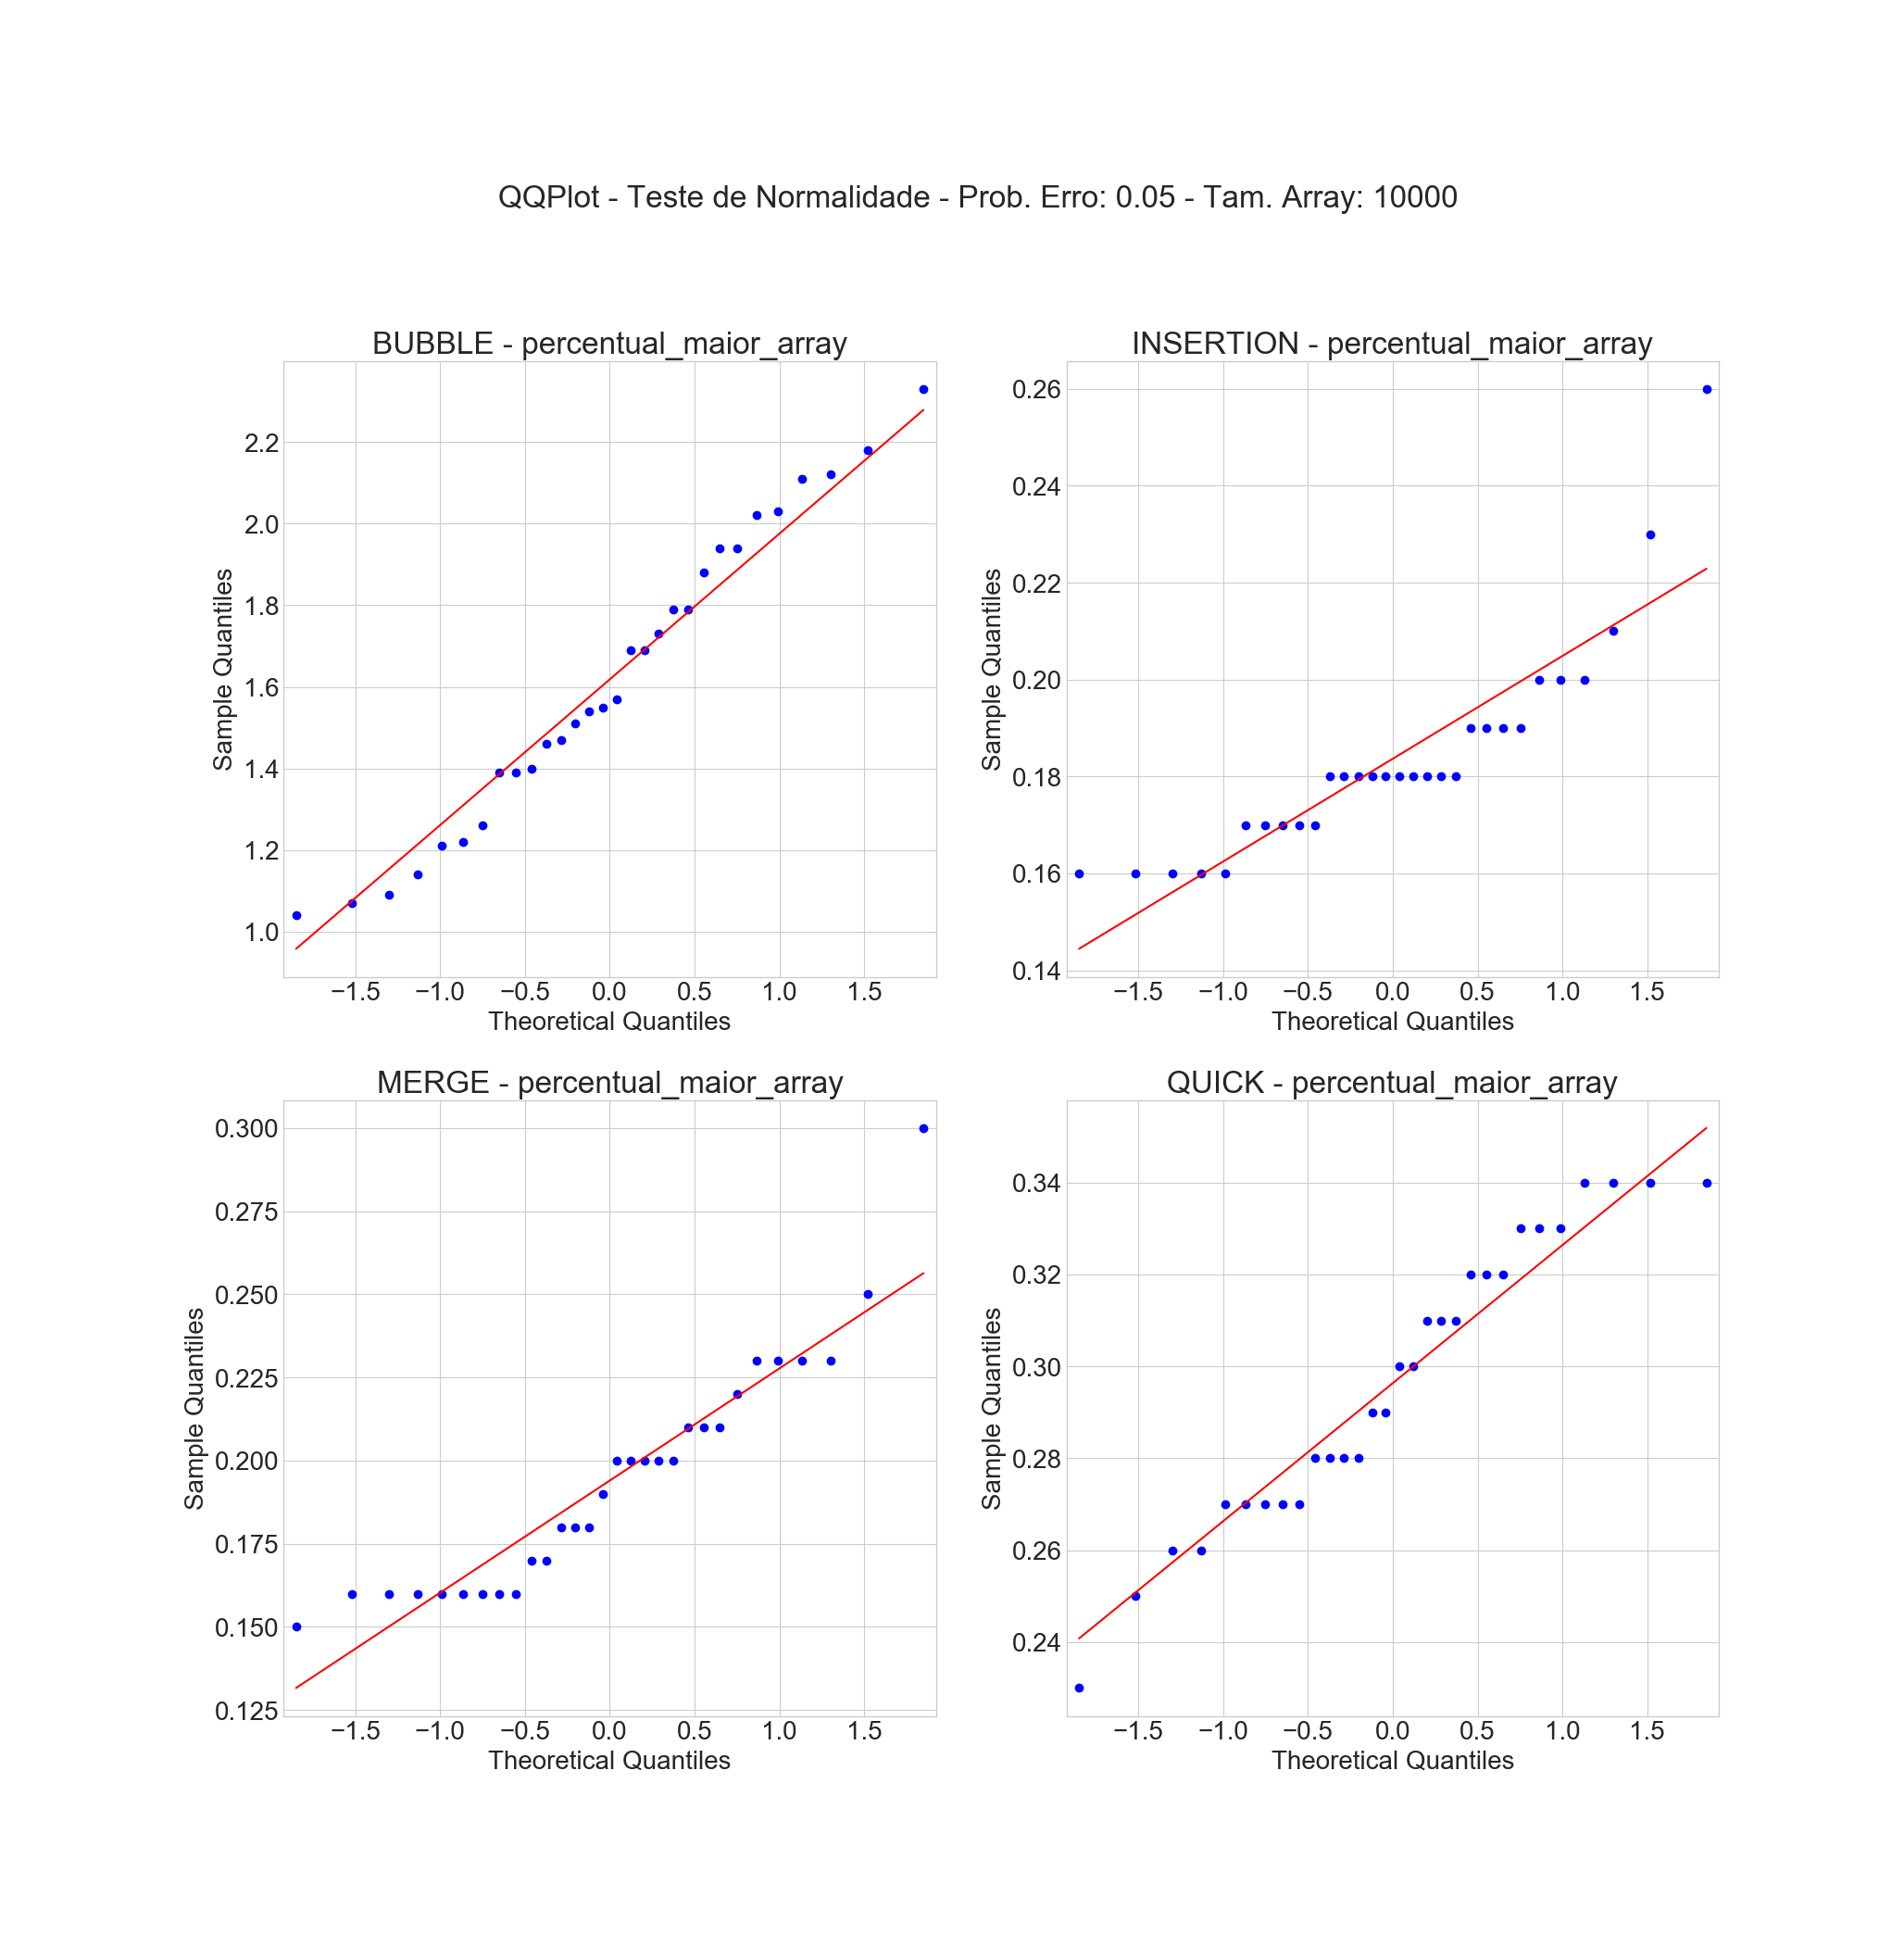 QQPlot - Teste de Normalidade - Prob. Erro: 0.05 - Tam. Array: 10000
BUBBLE - percentual_maior_array
2.2
2.0
1.8
1.6
1.4
1.2
1.0
Sample Quantiles
−1.5 −1.0 −0.5 0.0 0.5 1.0 1.5
Theoretical Quantiles
INSERTION - percentual_maior_array
0.26
0.24
0.22
0.20
0.18
0.16
0.14
Sample Quantiles
−1.5 −1.0 −0.5 0.0 0.5 1.0 1.5
Theoretical Quantiles
MERGE - percentual_maior_array
0.300
0.275
0.250
0.225
0.200
0.175
0.150
0.125
Sample Quantiles
−1.5 −1.0 −0.5 0.0 0.5 1.0 1.5
Theoretical Quantiles
QUICK - percentual_maior_array
0.34
0.32
0.30
0.28
0.26
0.24
Sample Quantiles
−1.5 −1.0 −0.5 0.0 0.5 1.0 1.5
Theoretical Quantiles